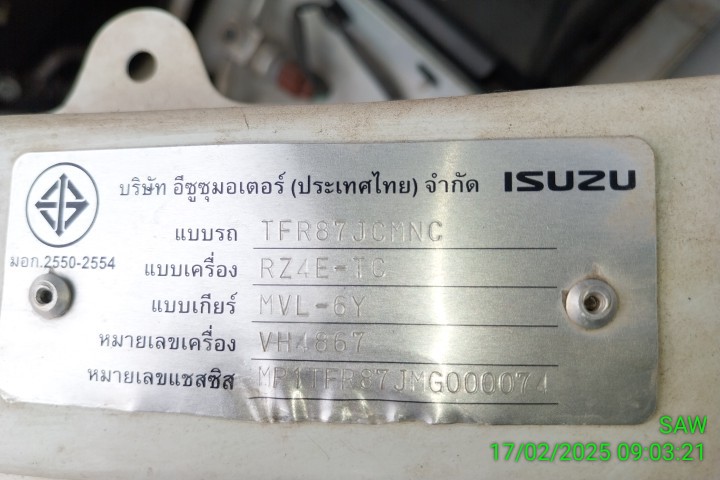 บริษัท อีซูซุมอเตอร์ (ประเทศไทย) จำกัด ISUZU
มอก.2550-2554
แบบรถ TFR87JCMNC
แบบเครื่อง RZ4E-TC
แบบเกียร์ MVL-6Y
หมายเลขเครื่อง VH4867
หมายเลขแชสซิส MP1TFR87JMG000074
SAW
17/02/2025 09:03:21